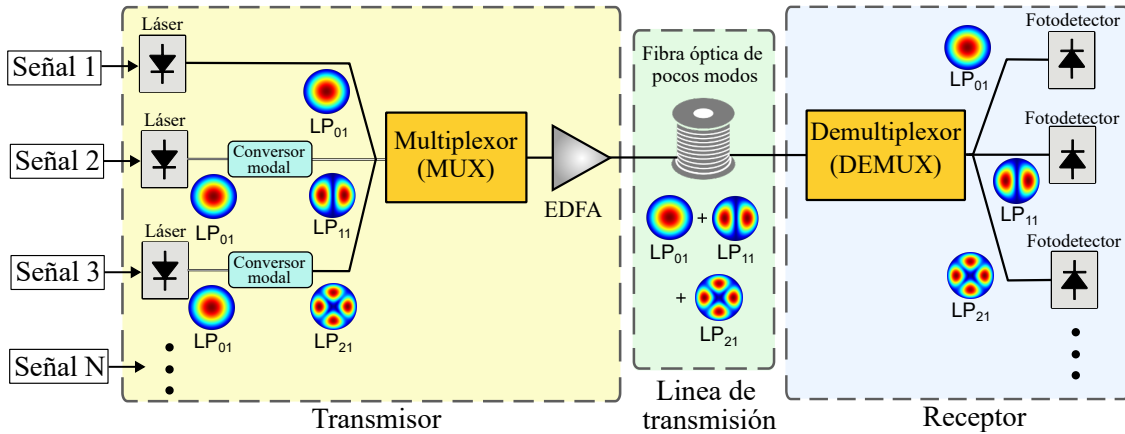 Señal 1
Láser
LP01
Señal 2
Láser
Conversor
modal
LP01
LP11
Señal 3
Láser
Conversor
modal
LP01
LP21
Señal N
Multiplexor
(MUX)
EDFA
Transmisor
Fibra óptica de
pocos modos
LP01
+
LP11
+
LP21
Linea de
transmisión
Demultiplexor
(DEMUX)
LP01
Fotodetector
LP11
Fotodetector
LP21
Fotodetector
Receptor